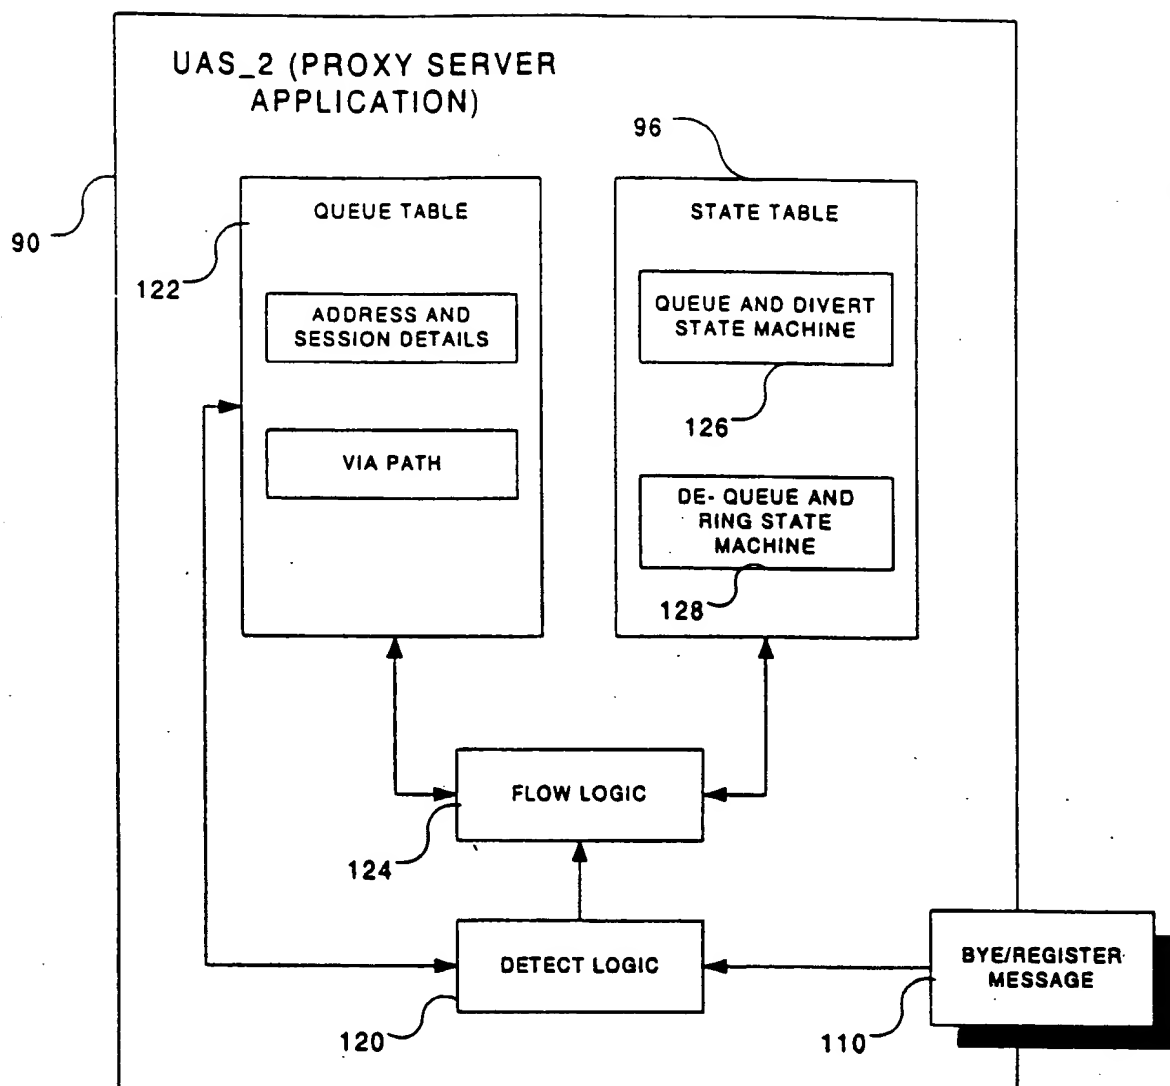 UAS_2 (PROXY SERVER
APPLICATION)
96
90
QUEUE TABLE
122
ADDRESS AND
SESSION DETAILS
VIA PATH
STATE TABLE
QUEUE AND DIVERT
STATE MACHINE
126
DE- QUEUE AND
RING STATE
MACHINE
128
FLOW LOGIC
124
DETECT LOGIC
120
BYE/REGISTER
MESSAGE
110